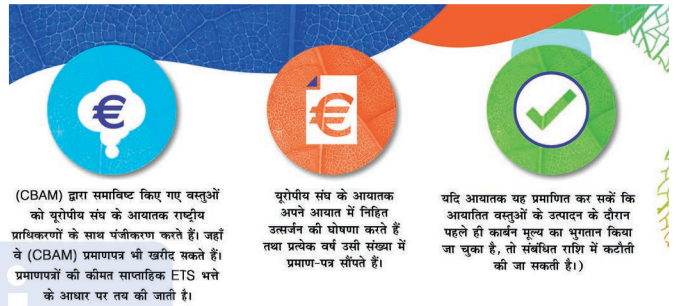 (CBAM) द्वारा समाविष्ट किए गए वस्तुओं
को यूरोपीय संघ के आयातक राष्ट्रीय
प्राधिकरणों के साथ पंजीकरण करते हैं। जहाँ
वे (CBAM) प्रमाणपत्र भी खरीद सकते हैं।
प्रमाणपत्रों की कीमत साप्ताहिक ETS भत्ते
के आधार पर तय की जाती है।
यूरोपीय संघ के आयातक
अपने आयात में निहित
उत्सर्जन की घोषणा करते हैं
तथा प्रत्येक वर्ष उसी संख्या में
प्रमाण-पत्र सौंपते हैं।
यदि आयातक यह प्रमाणित कर सकें कि
आयातित वस्तुओं के उत्पादन के दौरान
पहले ही कार्बन मूल्य का भुगतान किया
जा चुका है, तो संबंधित राशि में कटौती
की जा सकती है।)